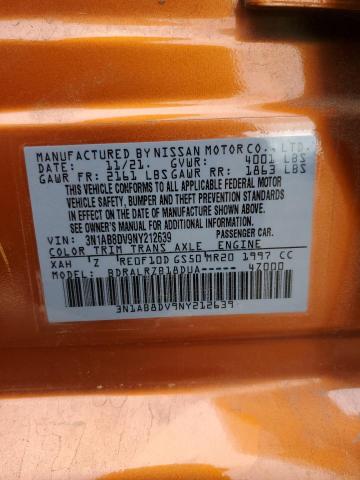 MANUFACTURED BY NISSAN MOTOR CO., LTD.
DATE: 11/21. GVWR: 4001 LBS
GAWR FR: 2161 LBS GAWR RR: 1863 LBS
THIS VEHICLE CONFORMS TO ALL APPLICABLE FEDERAL MOTOR
VEHICLE SAFETY, BUMPER AND THEFT PREVENTION STANDARDS
IN EFFECT ON THE DATE OF MANUFACTURE SHOWN ABOVE.
SEE OWNER'S MANUAL FOR ADDITIONAL INFORMATION.
VIN: 3N1AB8DV9NY212639 PASSENGER CAR
COLOR TRIM TRANS AXLE ENGINE
XAH Z RE0F10D GS50 MR20 1997 CC
MODEL: BDRALRZB18DUA----- 47000
3N1AB8DV9NY212639